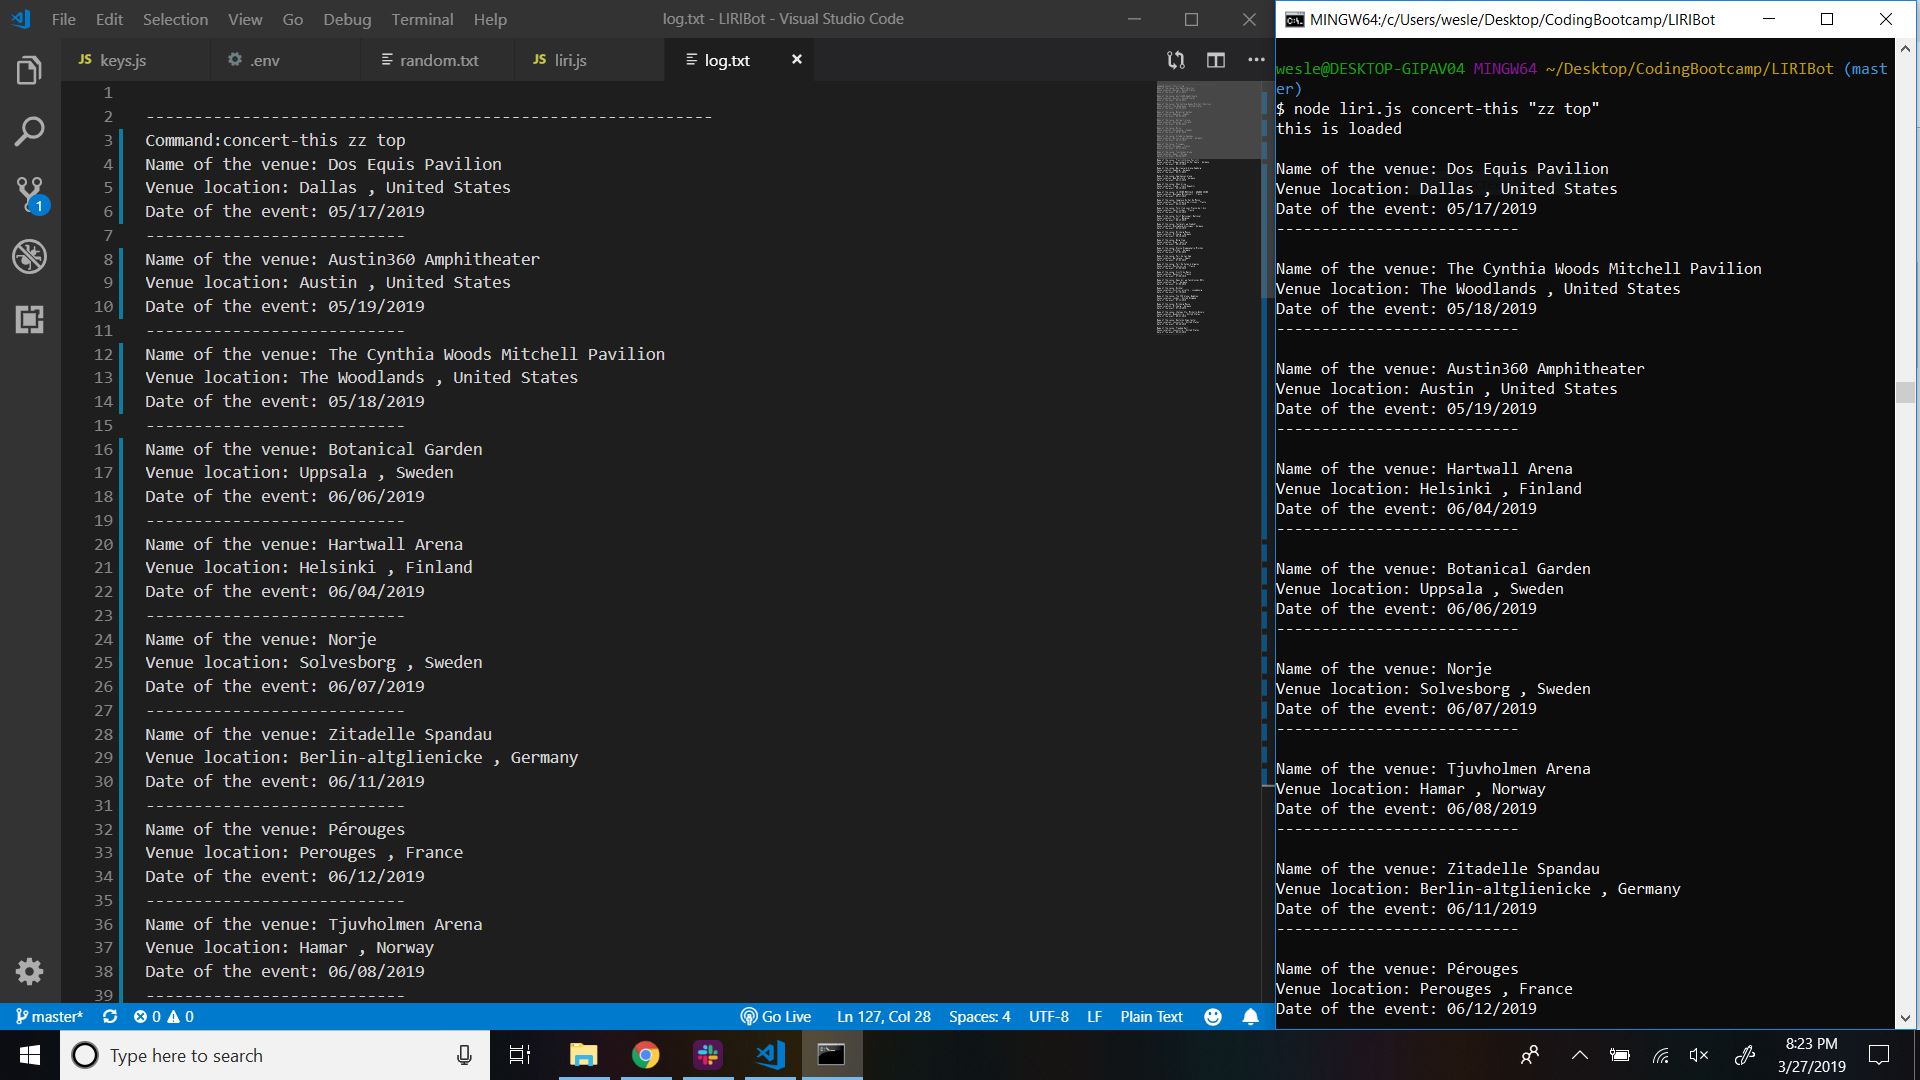 File Edit Selection View Go Debug Terminal Help
log.txt - LIRIBot - Visual Studio Code
JS keys.js
.env
random.txt
JS liri.js
log.txt
1
2 -----------------------------------------------------------
3 Command:concert-this zz top
4 Name of the venue: Dos Equis Pavilion
5 Venue location: Dallas , United States
6 Date of the event: 05/17/2019
7 ---------------------------
8 Name of the venue: Austin360 Amphitheater
9 Venue location: Austin , United States
10 Date of the event: 05/19/2019
11 ---------------------------
12 Name of the venue: The Cynthia Woods Mitchell Pavilion
13 Venue location: The Woodlands , United States
14 Date of the event: 05/18/2019
15 ---------------------------
16 Name of the venue: Botanical Garden
17 Venue location: Uppsala , Sweden
18 Date of the event: 06/06/2019
19 ---------------------------
20 Name of the venue: Hartwall Arena
21 Venue location: Helsinki , Finland
22 Date of the event: 06/04/2019
23 ---------------------------
24 Name of the venue: Norje
25 Venue location: Solvesborg , Sweden
26 Date of the event: 06/07/2019
27 ---------------------------
28 Name of the venue: Zitadelle Spandau
29 Venue location: Berlin-altglienicke , Germany
30 Date of the event: 06/11/2019
31 ---------------------------
32 Name of the venue: Pérouges
33 Venue location: Perouges , France
34 Date of the event: 06/12/2019
35 ---------------------------
36 Name of the venue: Tjuvholmen Arena
37 Venue location: Hamar , Norway
38 Date of the event: 06/08/2019
39 ---------------------------
1
master* 0 0 Go Live Ln 127, Col 28 Spaces: 4 UTF-8 LF Plain Text
MINGW64:/c/Users/wesle/Desktop/CodingBootcamp/LIRIBot
wesle@DESKTOP-GIPAV04 MINGW64 ~/Desktop/CodingBootcamp/LIRIBot (mast
er)
$ node liri.js concert-this "zz top"
this is loaded
Name of the venue: Dos Equis Pavilion
Venue location: Dallas , United States
Date of the event: 05/17/2019
---------------------------
Name of the venue: The Cynthia Woods Mitchell Pavilion
Venue location: The Woodlands , United States
Date of the event: 05/18/2019
---------------------------
Name of the venue: Austin360 Amphitheater
Venue location: Austin , United States
Date of the event: 05/19/2019
---------------------------
Name of the venue: Hartwall Arena
Venue location: Helsinki , Finland
Date of the event: 06/04/2019
---------------------------
Name of the venue: Botanical Garden
Venue location: Uppsala , Sweden
Date of the event: 06/06/2019
---------------------------
Name of the venue: Norje
Venue location: Solvesborg , Sweden
Date of the event: 06/07/2019
---------------------------
Name of the venue: Tjuvholmen Arena
Venue location: Hamar , Norway
Date of the event: 06/08/2019
---------------------------
Name of the venue: Zitadelle Spandau
Venue location: Berlin-altglienicke , Germany
Date of the event: 06/11/2019
---------------------------
Name of the venue: Pérouges
Venue location: Perouges , France
Date of the event: 06/12/2019
Type here to search
8:23 PM
3/27/2019